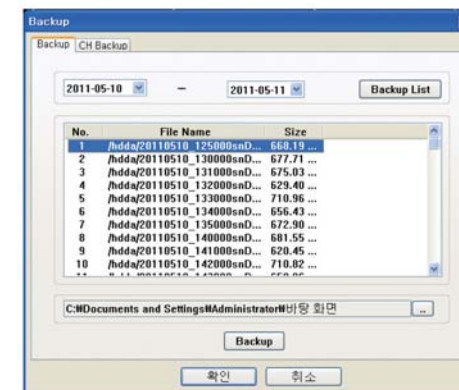 Backup
Backup CH Backup
2011-05-10 – 2011-05-11 Backup List
No. File Name Size
1 /hdda/20110510_125000snD... 668.19 ...
2 /hdda/20110510_130000snD... 677.71 ...
3 /hdda/20110510_131000snD... 675.03 ...
4 /hdda/20110510_132000snD... 629.40 ...
5 /hdda/20110510_133000snD... 710.96 ...
6 /hdda/20110510_134000snD... 656.43 ...
7 /hdda/20110510_135000snD... 672.90 ...
8 /hdda/20110510_140000snD... 681.55 ...
9 /hdda/20110510_141000snD... 620.45 ...
10 /hdda/20110510_142000snD... 710.82 ...
C:₩Documents and Settings₩Administrator₩바탕 화면 ..
Backup
확인 취소